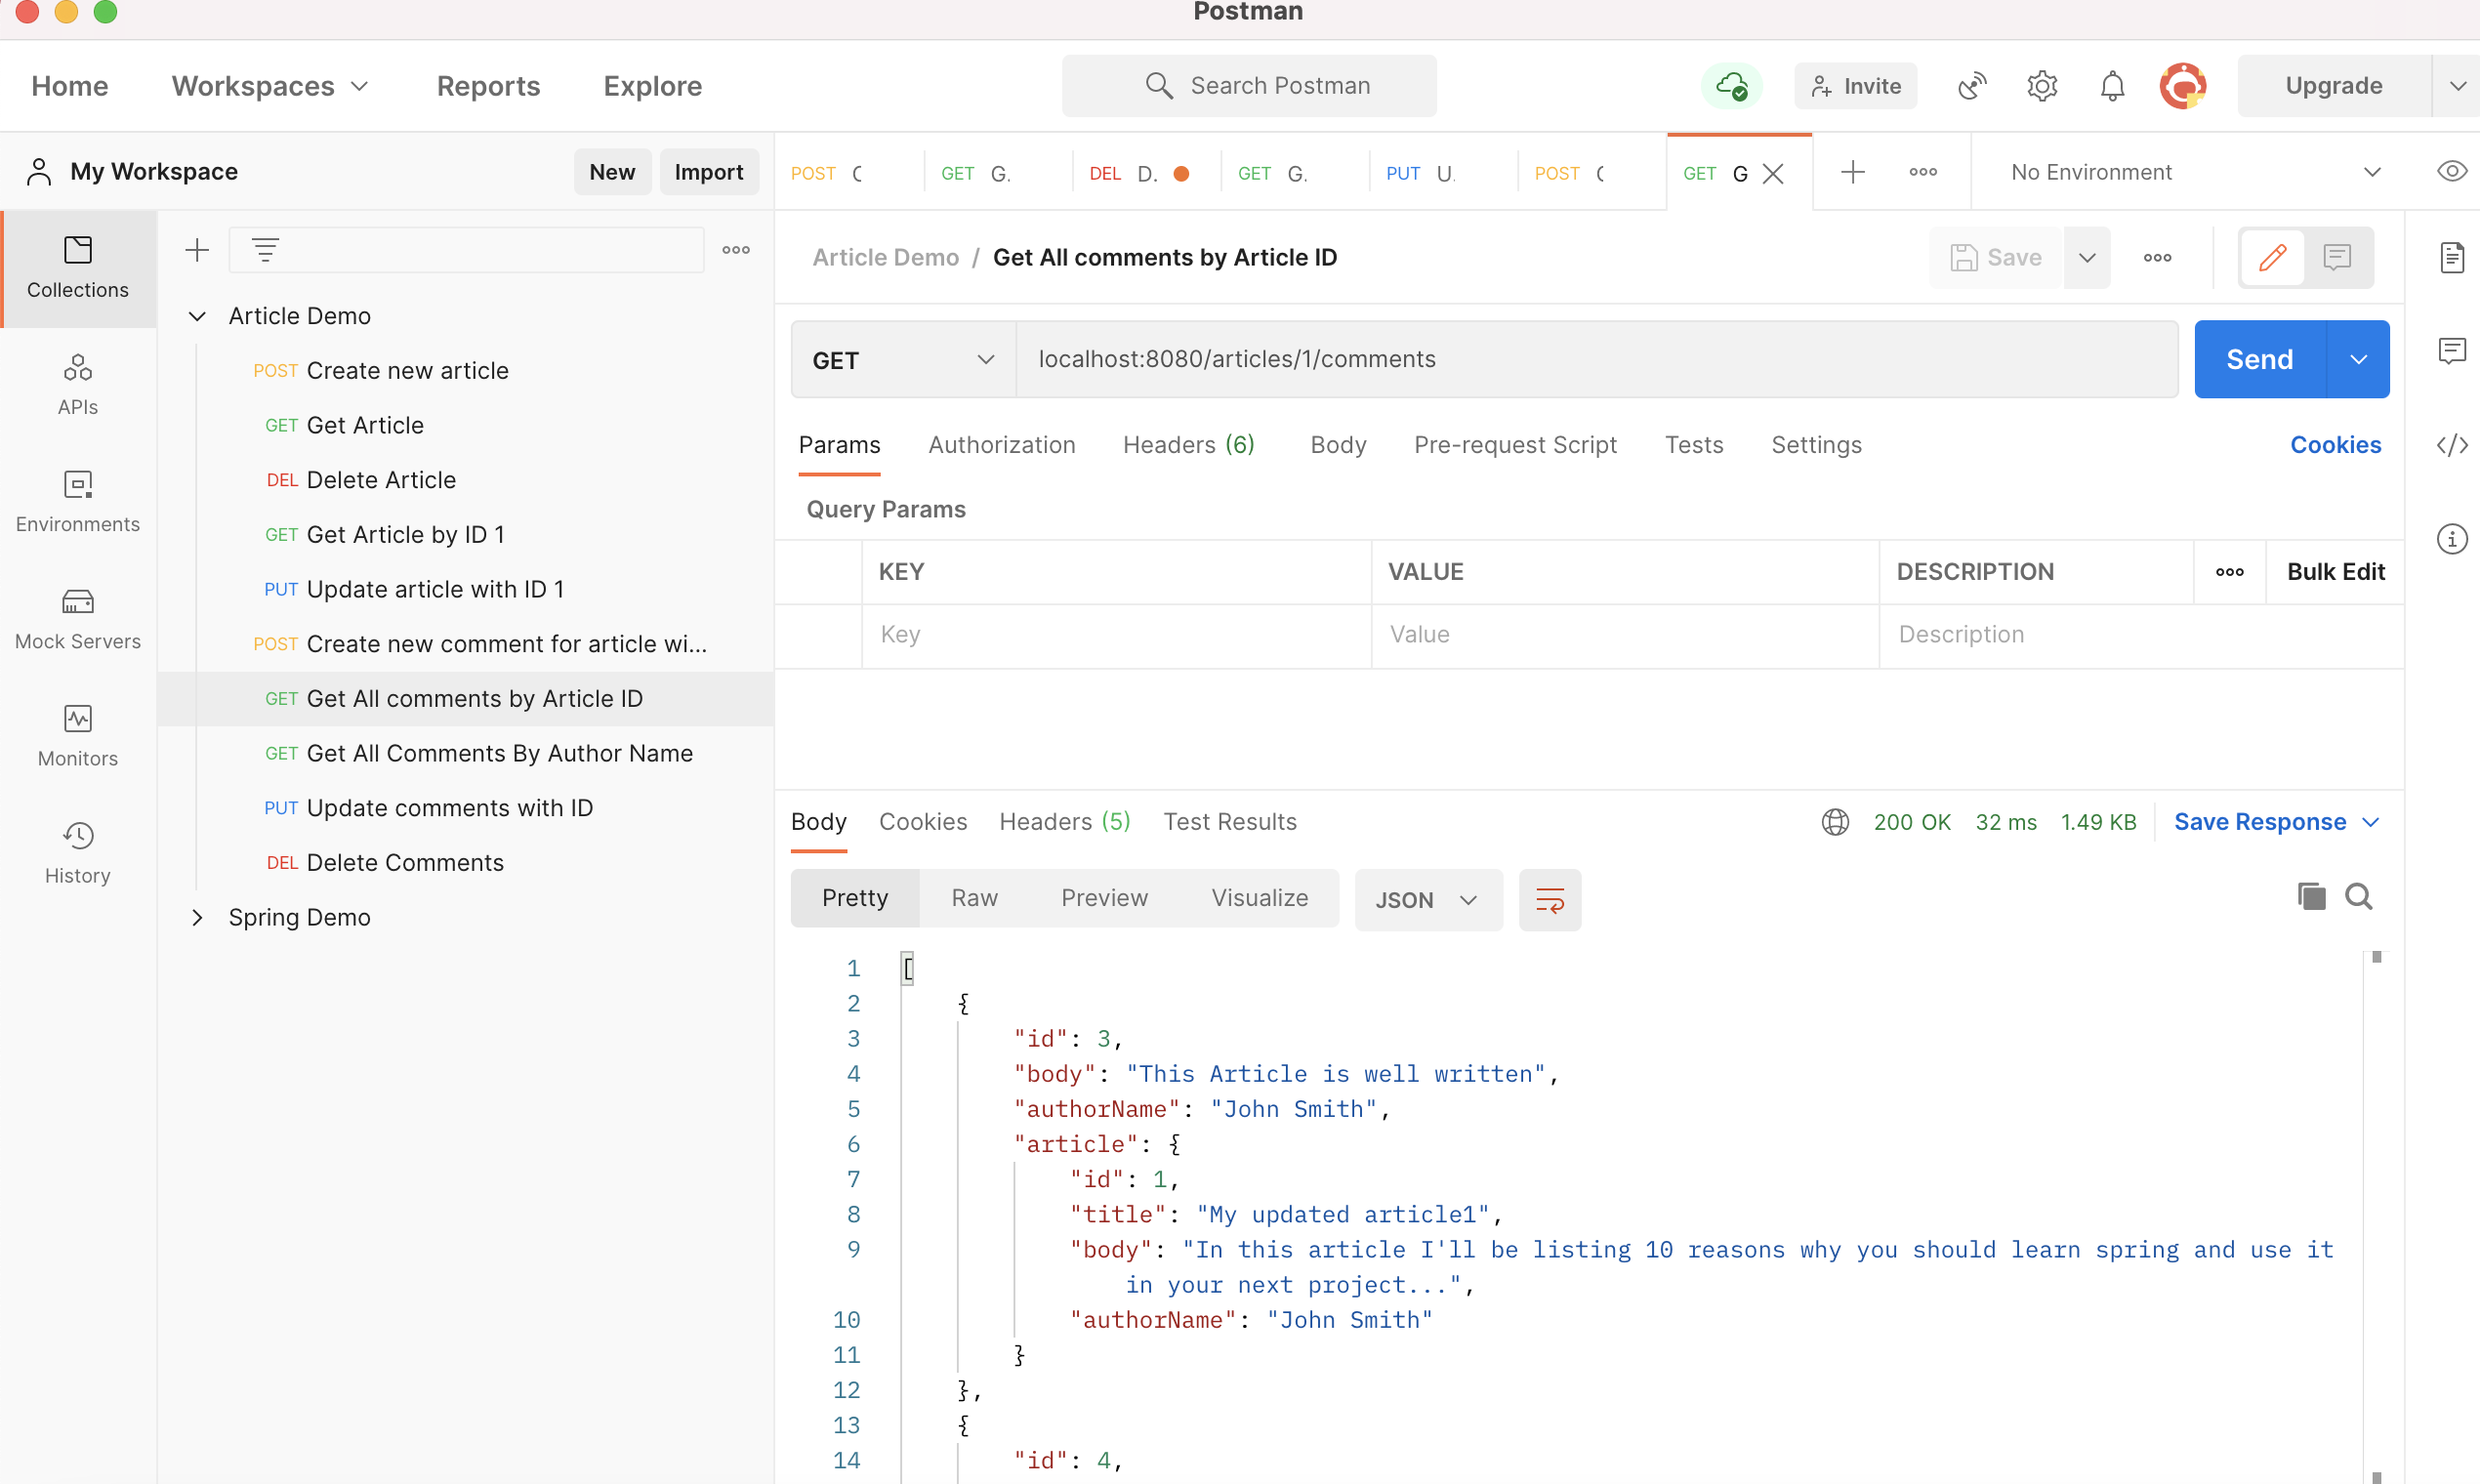 Postman
Home Workspaces Reports Explore Search Postman Invite Upgrade
My Workspace New Import
POST C GET G. DEL D. GET G. PUT U. POST C GET G No Environment
Collections
APIs
Environments
Mock Servers
Monitors
History
Article Demo
POST Create new article
GET Get Article
DEL Delete Article
GET Get Article by ID 1
PUT Update article with ID 1
POST Create new comment for article wi...
GET Get All comments by Article ID
GET Get All Comments By Author Name
PUT Update comments with ID
DEL Delete Comments
Spring Demo
Article Demo / Get All comments by Article ID Save
GET localhost:8080/articles/1/comments Send
Params Authorization Headers (6) Body Pre-request Script Tests Settings Cookies
Query Params
KEY VALUE DESCRIPTION Bulk Edit
Key Value Description
Body Cookies Headers (5) Test Results 200 OK 32 ms 1.49 KB Save Response
Pretty Raw Preview Visualize JSON
1 [
2 {
3 "id": 3,
4 "body": "This Article is well written",
5 "authorName": "John Smith",
6 "article": {
7 "id": 1,
8 "title": "My updated article1",
9 "body": "In this article I'll be listing 10 reasons why you should learn spring and use it
in your next project...",
10 "authorName": "John Smith"
11 }
12 },
13 {
14 "id": 4,